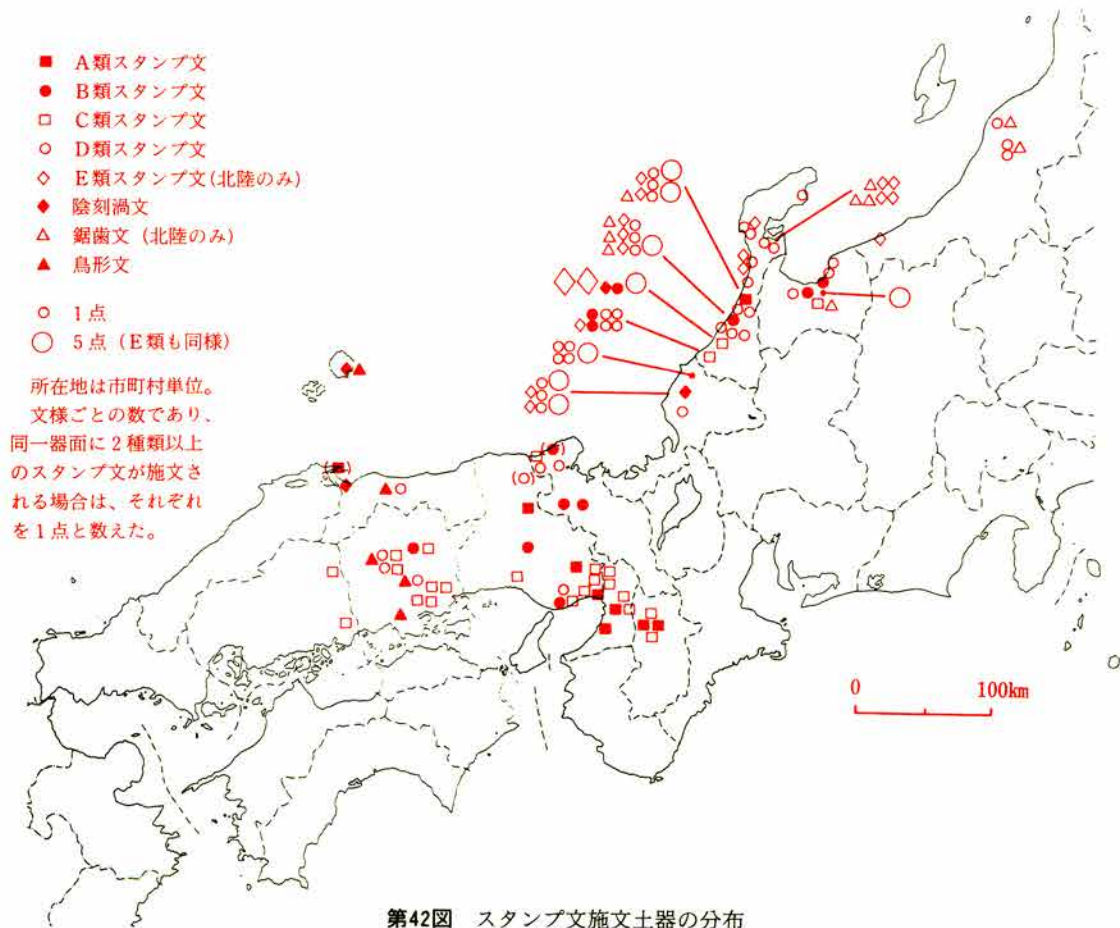 A類スタンプ文
B類スタンプ文
C類スタンプ文
D類スタンプ文
E類スタンプ文(北陸のみ)
陰刻渦文
鋸歯文(北陸のみ)
鳥形文
1点
5点(E類も同様)
所在地は市町村単位。
文様ごとの数であり、
同一器面に2種類以上
のスタンプ文が施文さ
れる場合は、それぞれ
を1点と数えた。
0 100km
第42図 スタンプ文施文土器の分布